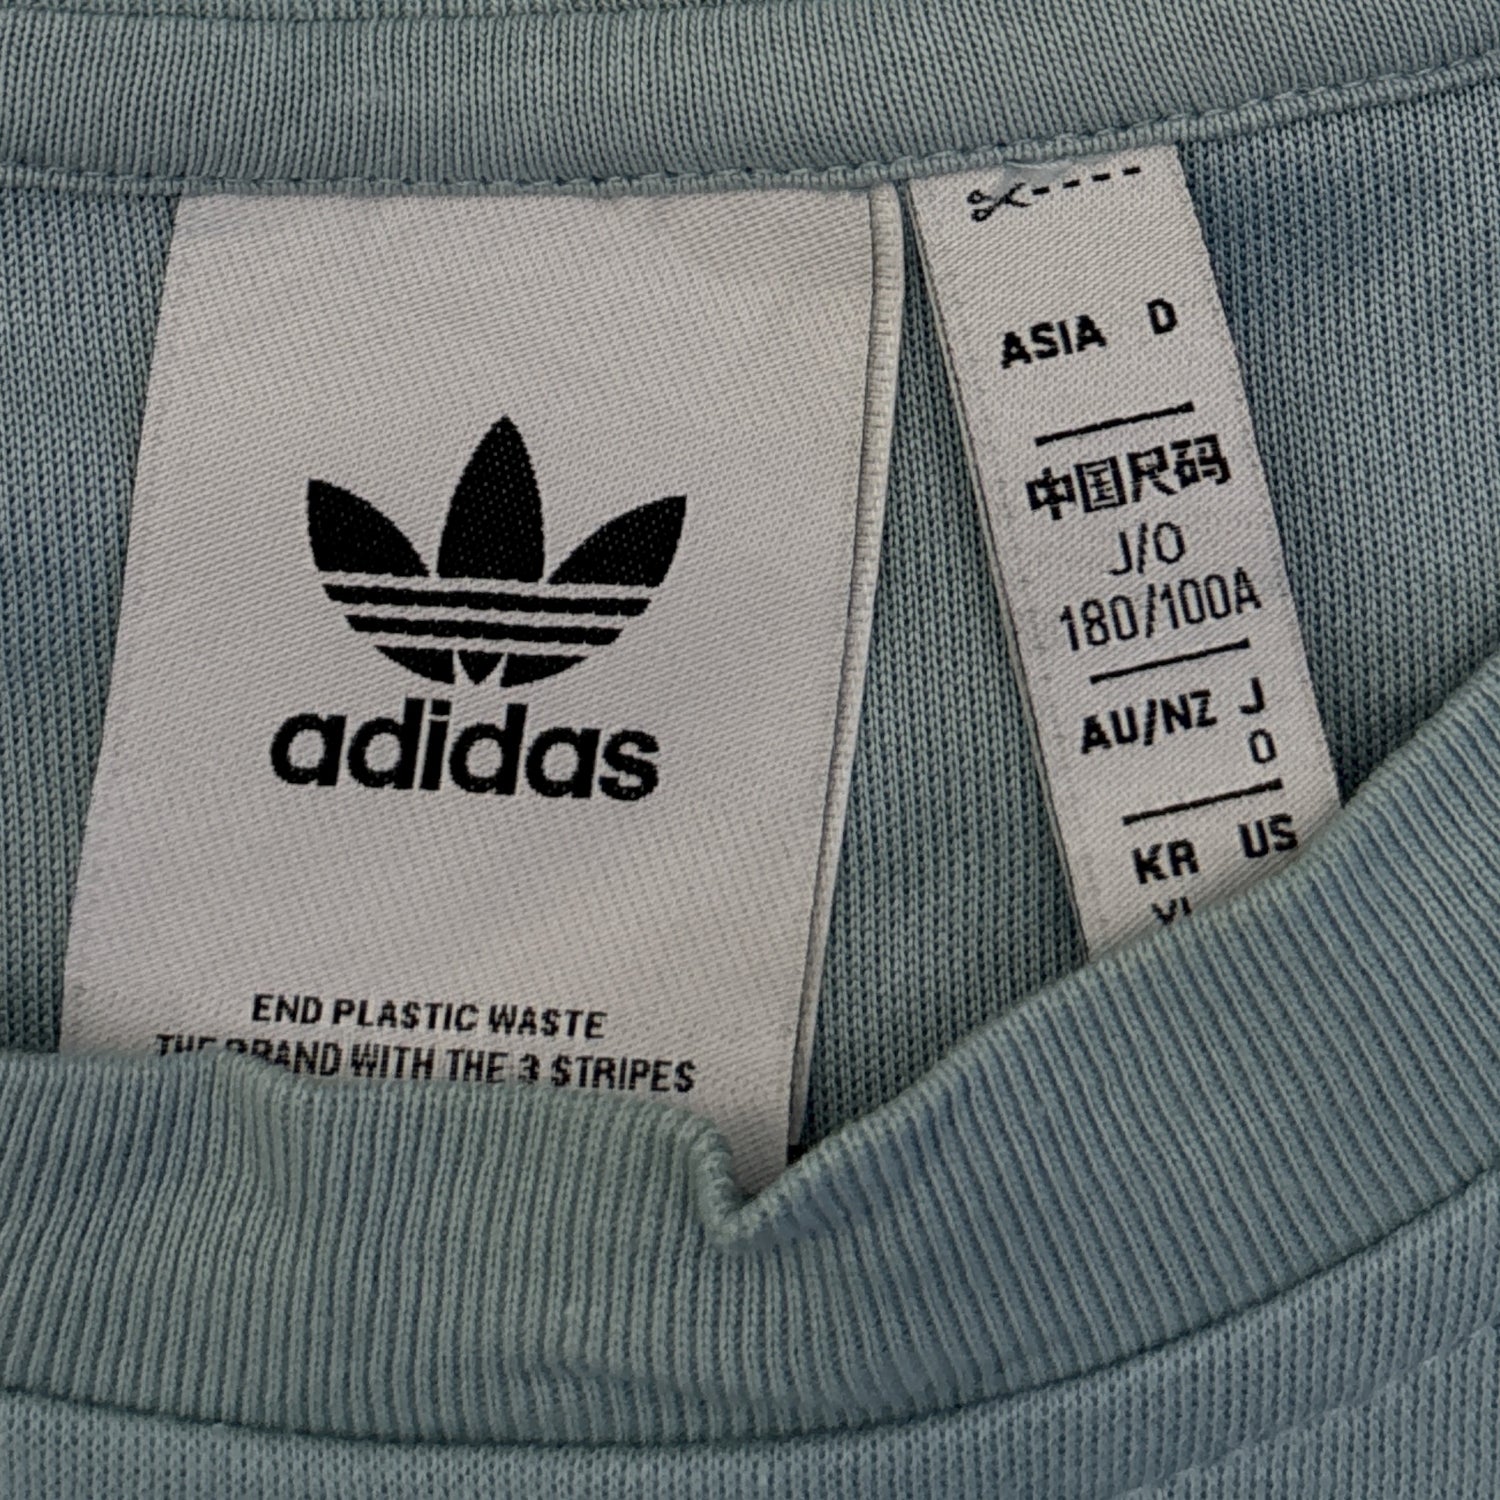 adidas
END PLASTIC WASTE
THE BRAND WITH THE 3 STRIPES
ASIA D
中国尺码
J/O
180/100A
AU/NZ J
O
KR US